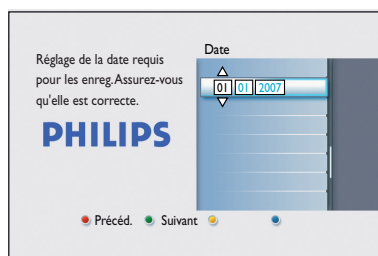 Réglage de la date requis
pour les enreg. Assurez-vous
qu'elle est correcte.
PHILIPS
Date
01 01 2007
Précéd. Suivant